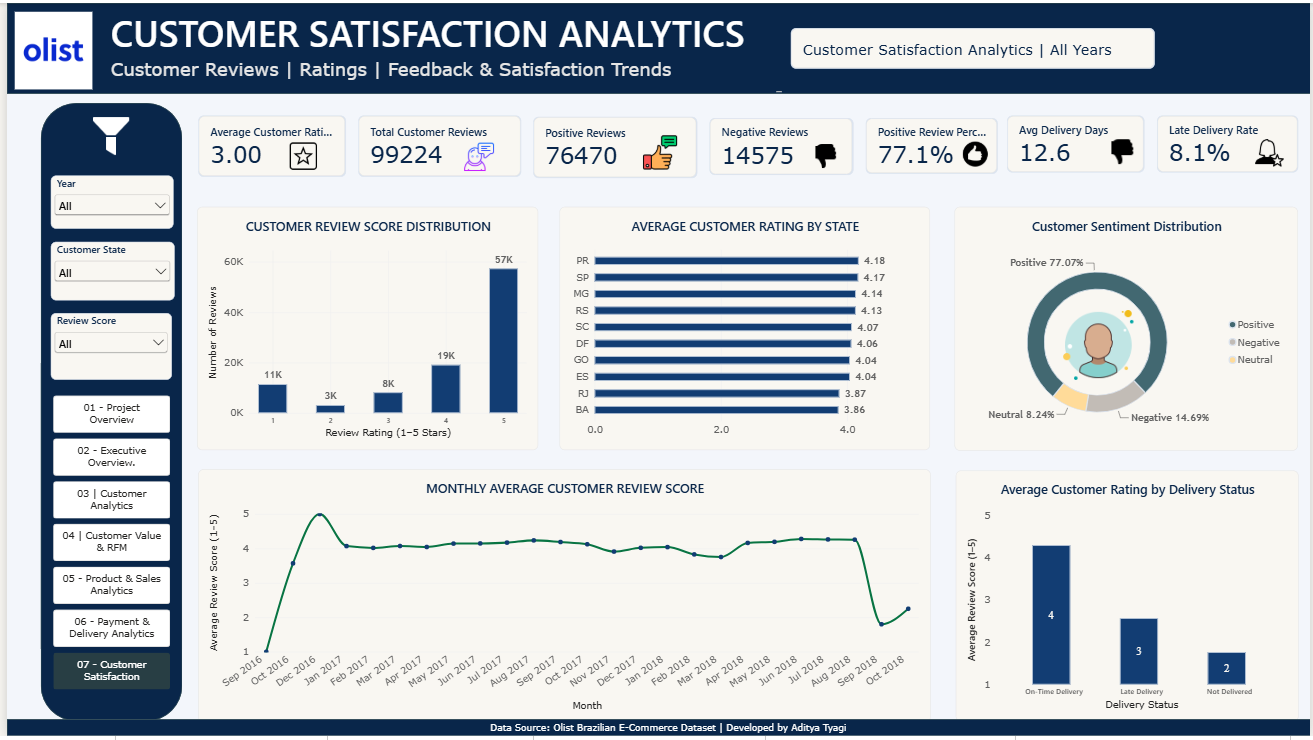 olist
CUSTOMER SATISFACTION ANALYTICS
Customer Reviews | Ratings | Feedback & Satisfaction Trends
Customer Satisfaction Analytics | All Years
Year
All
Customer State
All
Review Score
All
01 - Project
Overview
02 - Executive
Overview.
03 | Customer
Analytics
04 | Customer Value
& RFM
05 - Product & Sales
Analytics
06 - Payment &
Delivery Analytics
07 - Customer
Satisfaction
Average Customer Rati...
3.00
Total Customer Reviews
99224
Positive Reviews
76470
Negative Reviews
14575
Positive Review Perc...
77.1%
Avg Delivery Days
12.6
Late Delivery Rate
8.1%
CUSTOMER REVIEW SCORE DISTRIBUTION
Number of Reviews
60K
40K
20K
0K
11K
3K
8K
19K
57K
1
2
3
4
5
Review Rating (1–5 Stars)
AVERAGE CUSTOMER RATING BY STATE
PR 4.18
SP 4.17
MG 4.14
RS 4.13
SC 4.07
DF 4.06
GO 4.04
ES 4.04
RJ 3.87
BA 3.86
0.0
2.0
4.0
Customer Sentiment Distribution
Positive 77.07%
Neutral 8.24%
Negative 14.69%
Positive
Negative
Neutral
MONTHLY AVERAGE CUSTOMER REVIEW SCORE
Average Review Score (1–5)
5
4
3
2
1
Sep 2016
Oct 2016
Dec 2016
Jan 2017
Feb 2017
Mar 2017
Apr 2017
May 2017
Jun 2017
Jul 2017
Aug 2017
Sep 2017
Oct 2017
Nov 2017
Dec 2017
Jan 2018
Feb 2018
Mar 2018
Apr 2018
May 2018
Jun 2018
Jul 2018
Aug 2018
Sep 2018
Oct 2018
Month
Average Customer Rating by Delivery Status
Average Review Score (1–5)
5
4
3
2
1
4
3
2
On-Time Delivery
Late Delivery
Not Delivered
Delivery Status
Data Source: Olist Brazilian E-Commerce Dataset | Developed by Aditya Tyagi